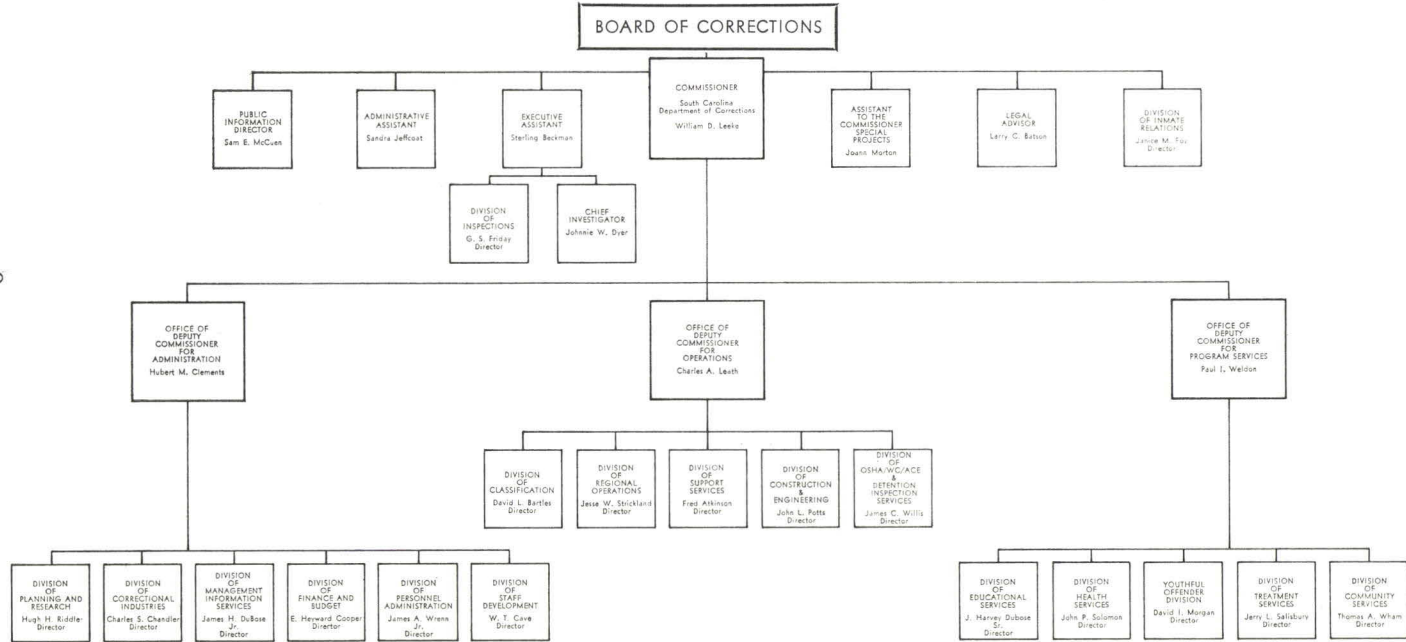 BOARD OF CORRECTIONS
COMMISSIONER
South Carolina
Department of Corrections
William D. Leeke
PUBLIC
INFORMATION
DIRECTOR
Sam E. McCuen
ADMINISTRATIVE
ASSISTANT
Sandra Jeffcoat
EXECUTIVE
ASSISTANT
Sterling Beckman
ASSISTANT
TO THE
COMMISSIONER
SPECIAL
PROJECTS
Joann Morton
LEGAL
ADVISOR
Larry C. Batson
DIVISION
OF INMATE
RELATIONS
Janice M. Fox
Director
DIVISION
OF
INSPECTIONS
G. S. Friday
Director
CHIEF
INVESTIGATOR
Johnnie W. Dyer
OFFICE OF
DEPUTY
COMMISSIONER
FOR
ADMINISTRATION
Hubert M. Clements
OFFICE OF
DEPUTY
COMMISSIONER
FOR
OPERATIONS
Charles A. Leath
OFFICE OF
DEPUTY
COMMISSIONER
FOR
PROGRAM SERVICES
Paul I. Weldon
DIVISION
OF
CLASSIFICATION
David L. Bartles
Director
DIVISION
OF
REGIONAL
OPERATIONS
Jesse W. Strickland
Director
DIVISION
OF
SUPPORT
SERVICES
Fred Atkinson
Director
DIVISION
OF
CONSTRUCTION
&
ENGINEERING
John L. Potts
Director
DIVISION
OF
OSHA/WC/ACE
&
DETENTION
INSPECTION
SERVICES
James C. Willis
Director
DIVISION
OF
PLANNING AND
RESEARCH
Hugh H. Riddle
Director
DIVISION
OF
CORRECTIONAL
INDUSTRIES
Charles S. Chandler
Director
DIVISION
OF
MANAGEMENT
INFORMATION
SERVICES
James H. DuBose
Jr.
Director
DIVISION
OF
FINANCE AND
BUDGET
E. Heyward Cooper
Director
DIVISION
OF
PERSONNEL
ADMINISTRATION
James A. Wrenn
Jr.
Director
DIVISION
OF
STAFF
DEVELOPMENT
W. T. Cave
Director
DIVISION
OF
EDUCATIONAL
SERVICES
J. Harvey Dubose
Sr.
Director
DIVISION
OF
HEALTH
SERVICES
John P. Solomon
Director
YOUTHFUL
OFFENDER
DIVISION
David I. Morgan
Director
DIVISION
OF
TREATMENT
SERVICES
Jerry L. Salisbury
Director
DIVISION
OF
COMMUNITY
SERVICES
Thomas A. Wham
Director